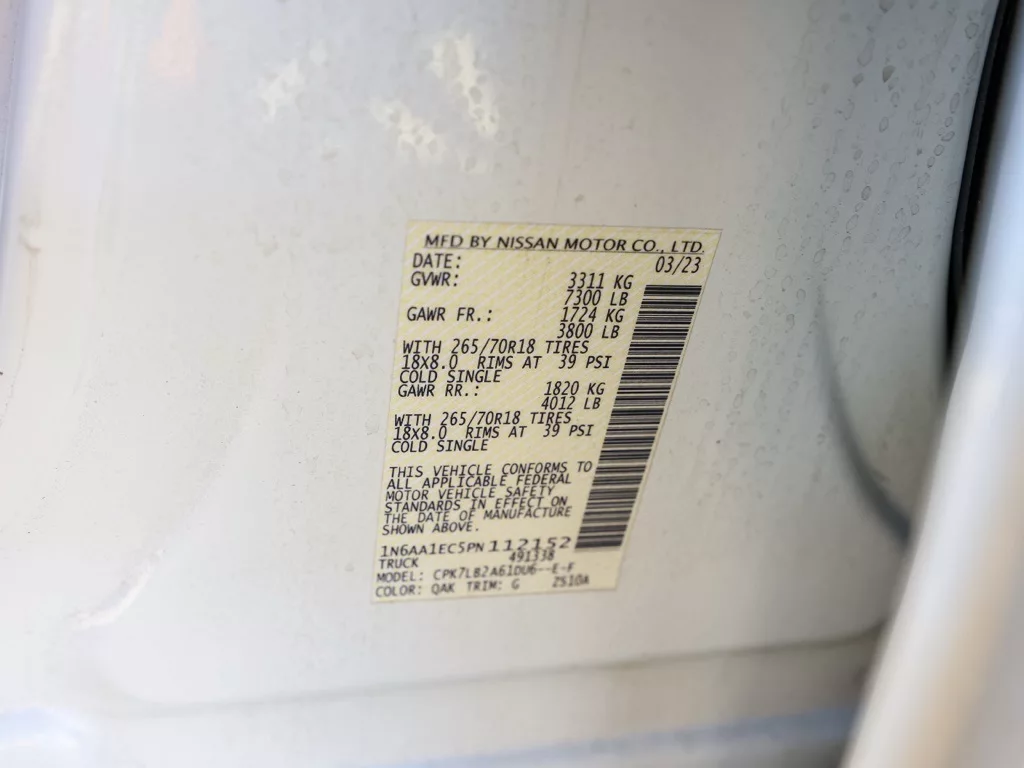 MFD BY NISSAN MOTOR CO., LTD.
DATE: 03/23
GVWR: 3311 KG
7300 LB
GAWR FR.: 1724 KG
3800 LB
WITH 265/70R18 TIRES
18X8.0 RIMS AT 39 PSI
COLD SINGLE
GAWR RR.: 1820 KG
4012 LB
WITH 265/70R18 TIRES
18X8.0 RIMS AT 39 PSI
COLD SINGLE
THIS VEHICLE CONFORMS TO
ALL APPLICABLE FEDERAL
MOTOR VEHICLE SAFETY
STANDARDS IN EFFECT ON
THE DATE OF MANUFACTURE
SHOWN ABOVE.
1N6AA1EC5PN112152
TRUCK 491338
MODEL: CPK7LB2A61DU6--E-F
COLOR: QAK TRIM: G 2S10A